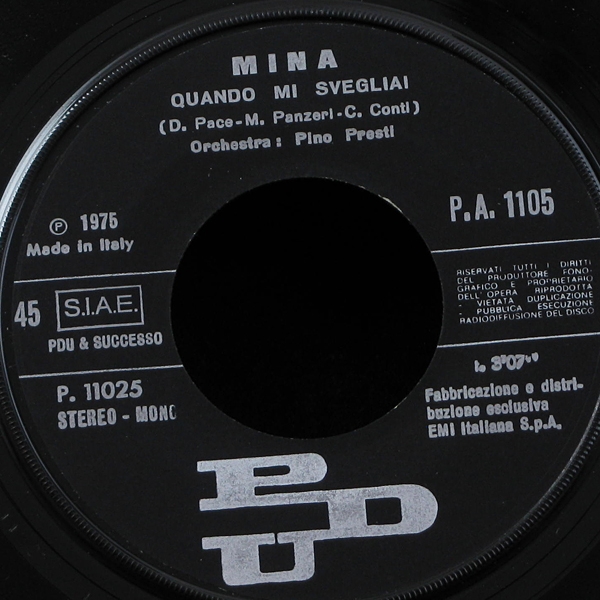 MINA
QUANDO MI SVEGLIAI
(D. Pace-M. Panzeri-C. Conti)
Orchestra: Pino Presti
℗ 1975
Made in Italy
P.A. 1105
45 S.I.A.E.
PDU & SUCCESSO
RISERVATI TUTTI I DIRITTI
DEL PRODUTTORE FONO-
GRAFICO E PROPRIETARIO
DELL'OPERA RIPRODOTTA
- VIETATA DUPLICAZIONE
- PUBBLICA ESECUZIONE
RADIODIFFUSIONE DEL DISCO
P. 11025
STEREO - MONO
3'07"
Fabbricazione e distri-
buzione esclusiva
EMI Italiana S.p.A.
PDU